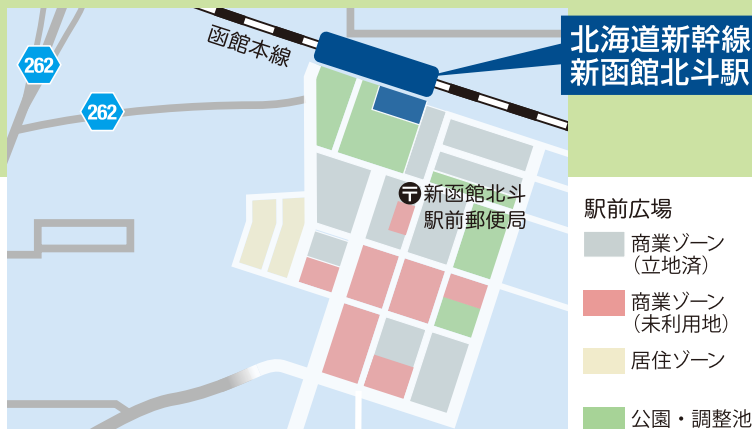 函館本線
北海道新幹線
新函館北斗駅
262
262
新函館北斗
駅前郵便局
駅前広場
商業ゾーン
(立地済)
商業ゾーン
(未利用地)
居住ゾーン
公園・調整池